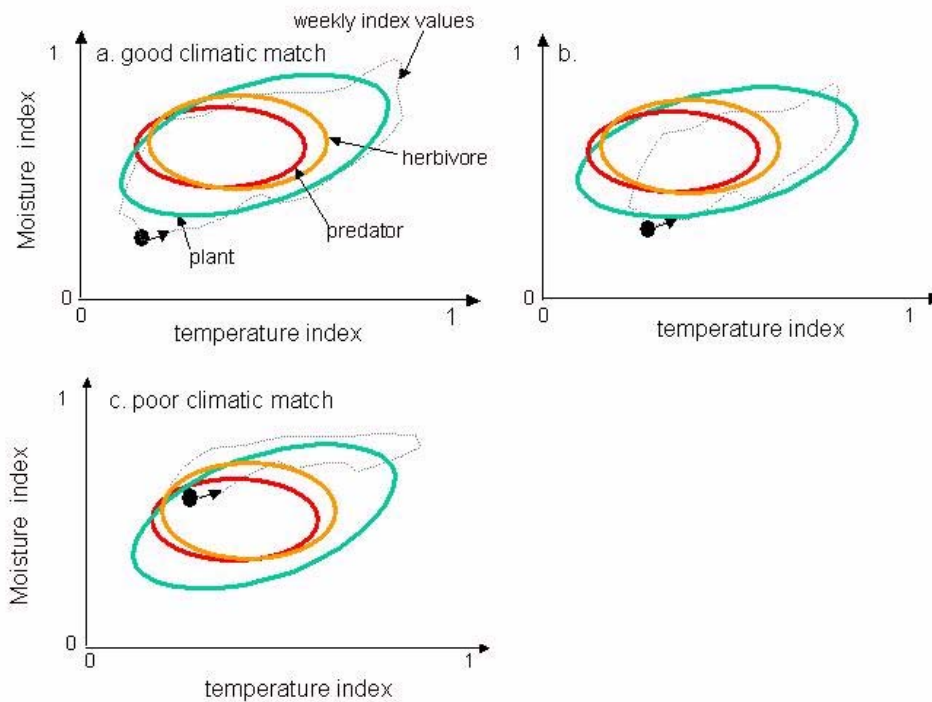 weekly index values
a. good climatic match
b.
1
1
herbivore
predator
plant
Moisture index
0
0
0
1
0
1
temperature index
temperature index
c. poor climatic match
1
Moisture index
0
0
1
temperature index